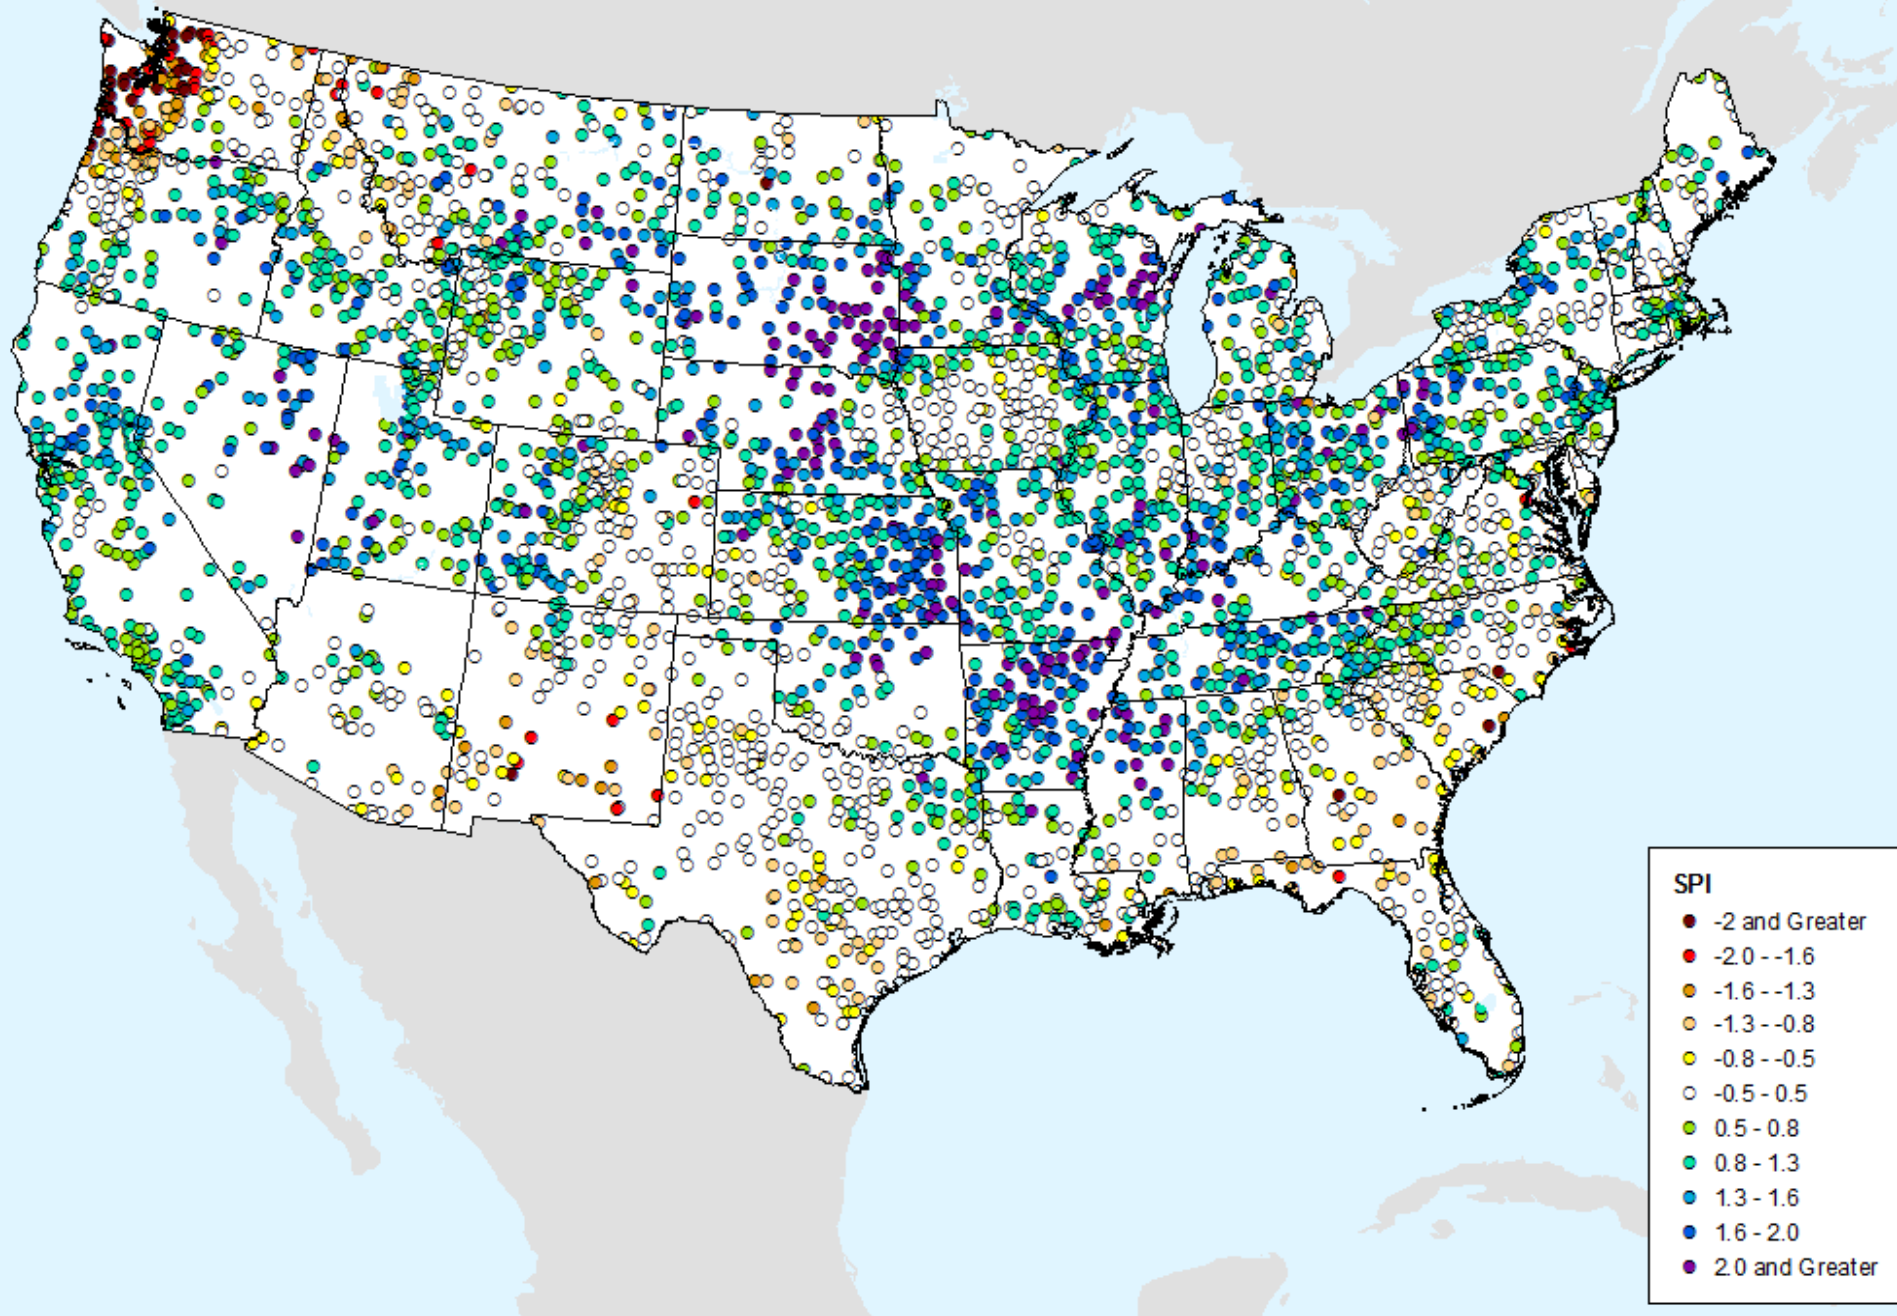 SPI
-2 and Greater
-2.0 - -1.6
-1.6 - -1.3
-1.3 - -0.8
-0.8 - -0.5
-0.5 - 0.5
0.5 - 0.8
0.8 - 1.3
1.3 - 1.6
1.6 - 2.0
2.0 and Greater